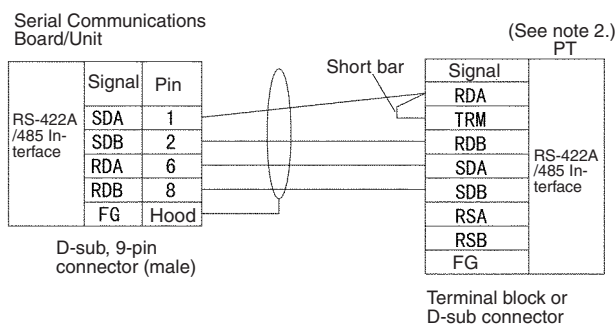 Serial Communications
Board/Unit
RS-422A
/485 In-
terface
Signal Pin
SDA 1
SDB 2
RDA 6
RDB 8
FG Hood
D-sub, 9-pin
connector (male)
Short bar
(See note 2.)
PT
Signal
RDA
TRM
RDB
SDA
SDB
RSA
RSB
FG
RS-422A
/485 In-
terface
Terminal block or
D-sub connector